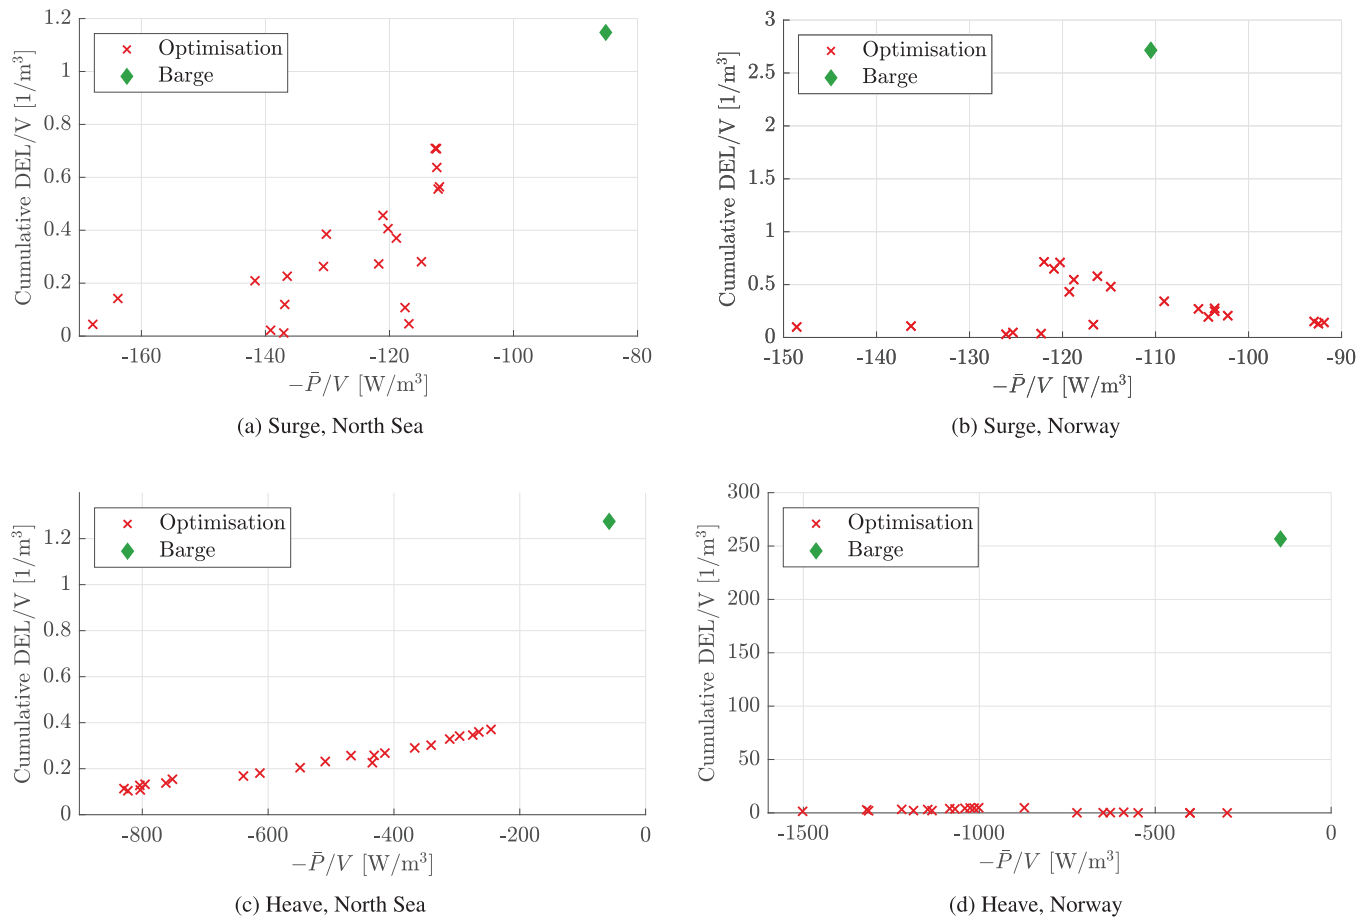 1.2
1
0.8
0.6
0.4
0.2
0
Cumulative DEL/V [1/m³]
Optimisation
Barge
-160
-140
-120
-100
-80
−P̄/V [W/m³]
(a) Surge, North Sea
3
2.5
2
1.5
1
0.5
0
Cumulative DEL/V [1/m³]
Optimisation
Barge
-150
-140
-130
-120
-110
-100
-90
−P̄/V [W/m³]
(b) Surge, Norway
1.2
1
0.8
0.6
0.4
0.2
0
Cumulative DEL/V [1/m³]
Optimisation
Barge
-800
-600
-400
-200
0
−P̄/V [W/m³]
(c) Heave, North Sea
300
250
200
150
100
50
0
Cumulative DEL/V [1/m³]
Optimisation
Barge
-1500
-1000
-500
0
−P̄/V [W/m³]
(d) Heave, Norway